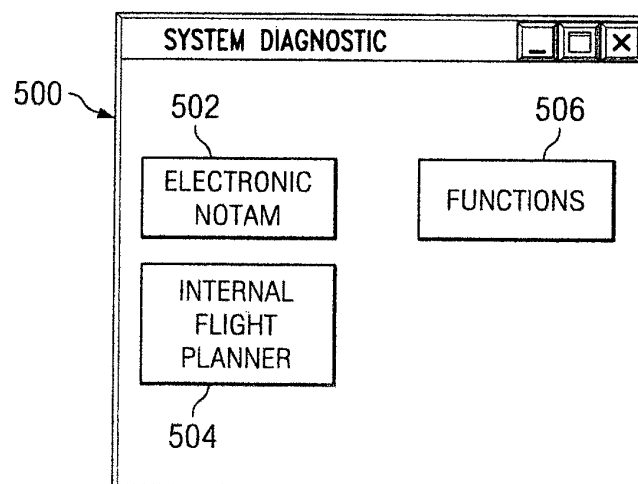 SYSTEM DIAGNOSTIC
500
502
506
ELECTRONIC
NOTAM
FUNCTIONS
INTERNAL
FLIGHT
PLANNER
504